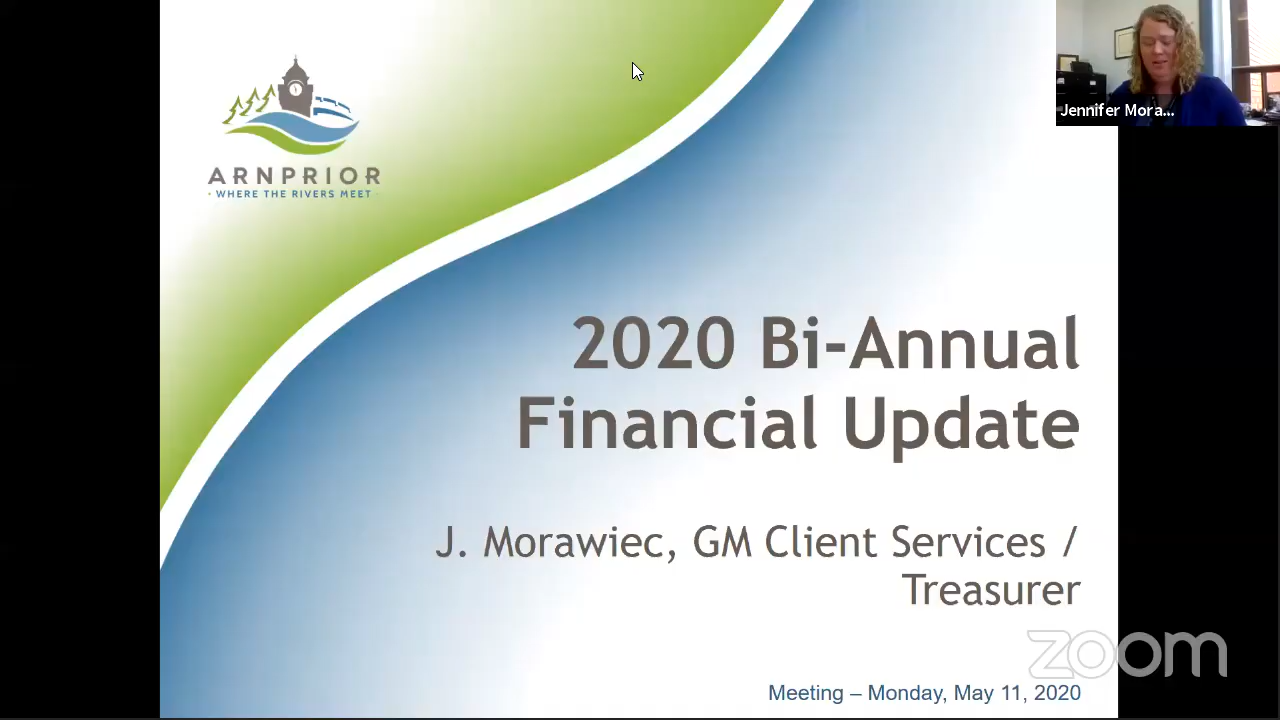 Jennifer Mora...
ARNPRIOR
· WHERE THE RIVERS MEET ·
2020 Bi-Annual
Financial Update
J. Morawiec, GM Client Services /
Treasurer
zoom
Meeting – Monday, May 11, 2020